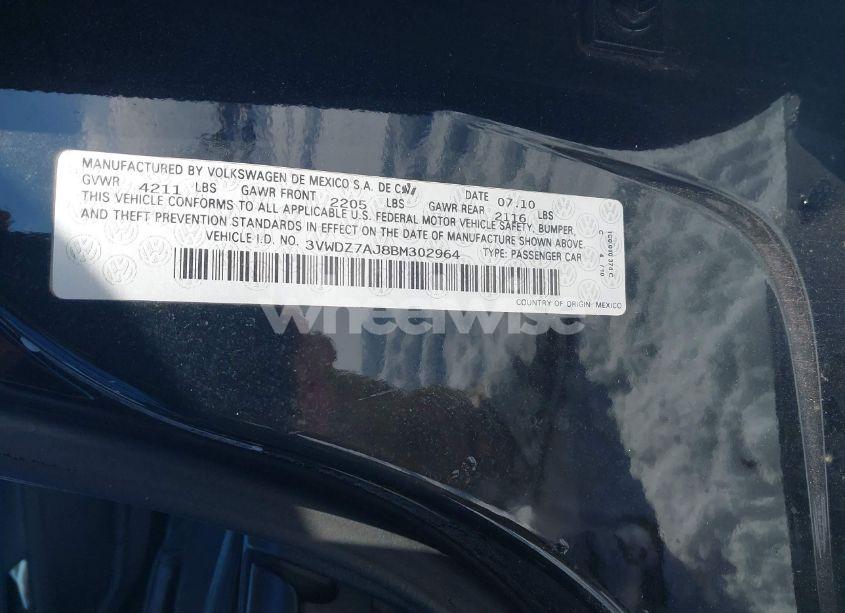 MANUFACTURED BY VOLKSWAGEN DE MEXICO S.A. DE C.V. DATE 07.10
GVWR 4211 LBS GAWR FRONT 2205 LBS GAWR REAR 2116 LBS
THIS VEHICLE CONFORMS TO ALL APPLICABLE U.S. FEDERAL MOTOR VEHICLE SAFETY, BUMPER,
AND THEFT PREVENTION STANDARDS IN EFFECT ON THE DATE OF MANUFACTURE SHOWN ABOVE.
VEHICLE I.D. NO. 3VWDZ7AJ8BM302964 TYPE: PASSENGER CAR
COUNTRY OF ORIGIN: MEXICO
wheelwise